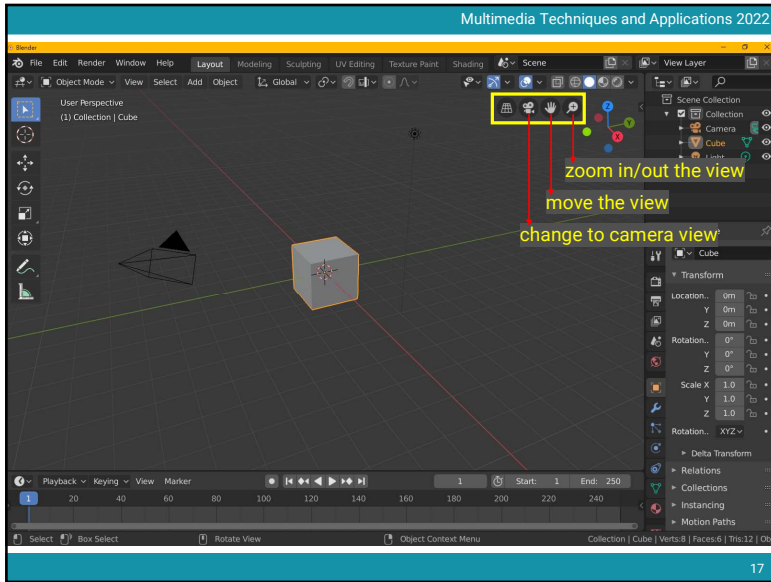 Multimedia Techniques and Applications 2022
Blender
File Edit Render Window Help Layout Modeling Sculpting UV Editing Texture Paint Shading Scene View Layer
Object Mode View Select Add Object Global
User Perspective
(1) Collection | Cube
Z
Y
X
Scene Collection
Collection
Camera
Cube
Light
zoom in/out the view
move the view
change to camera view
Cube
Transform
Location.. 0m
Y 0m
Z 0m
Rotation.. 0°
Y 0°
Z 0°
Scale X 1.0
Y 1.0
Z 1.0
Rotation.. XYZ
Delta Transform
Relations
Collections
Instancing
Motion Paths
Playback Keying View Marker 1 Start: 1 End: 250
1 20 40 60 80 100 120 140 160 180 200 220 240
Select Box Select Rotate View Object Context Menu Collection | Cube | Verts:8 | Faces:6 | Tris:12 | Ob
17